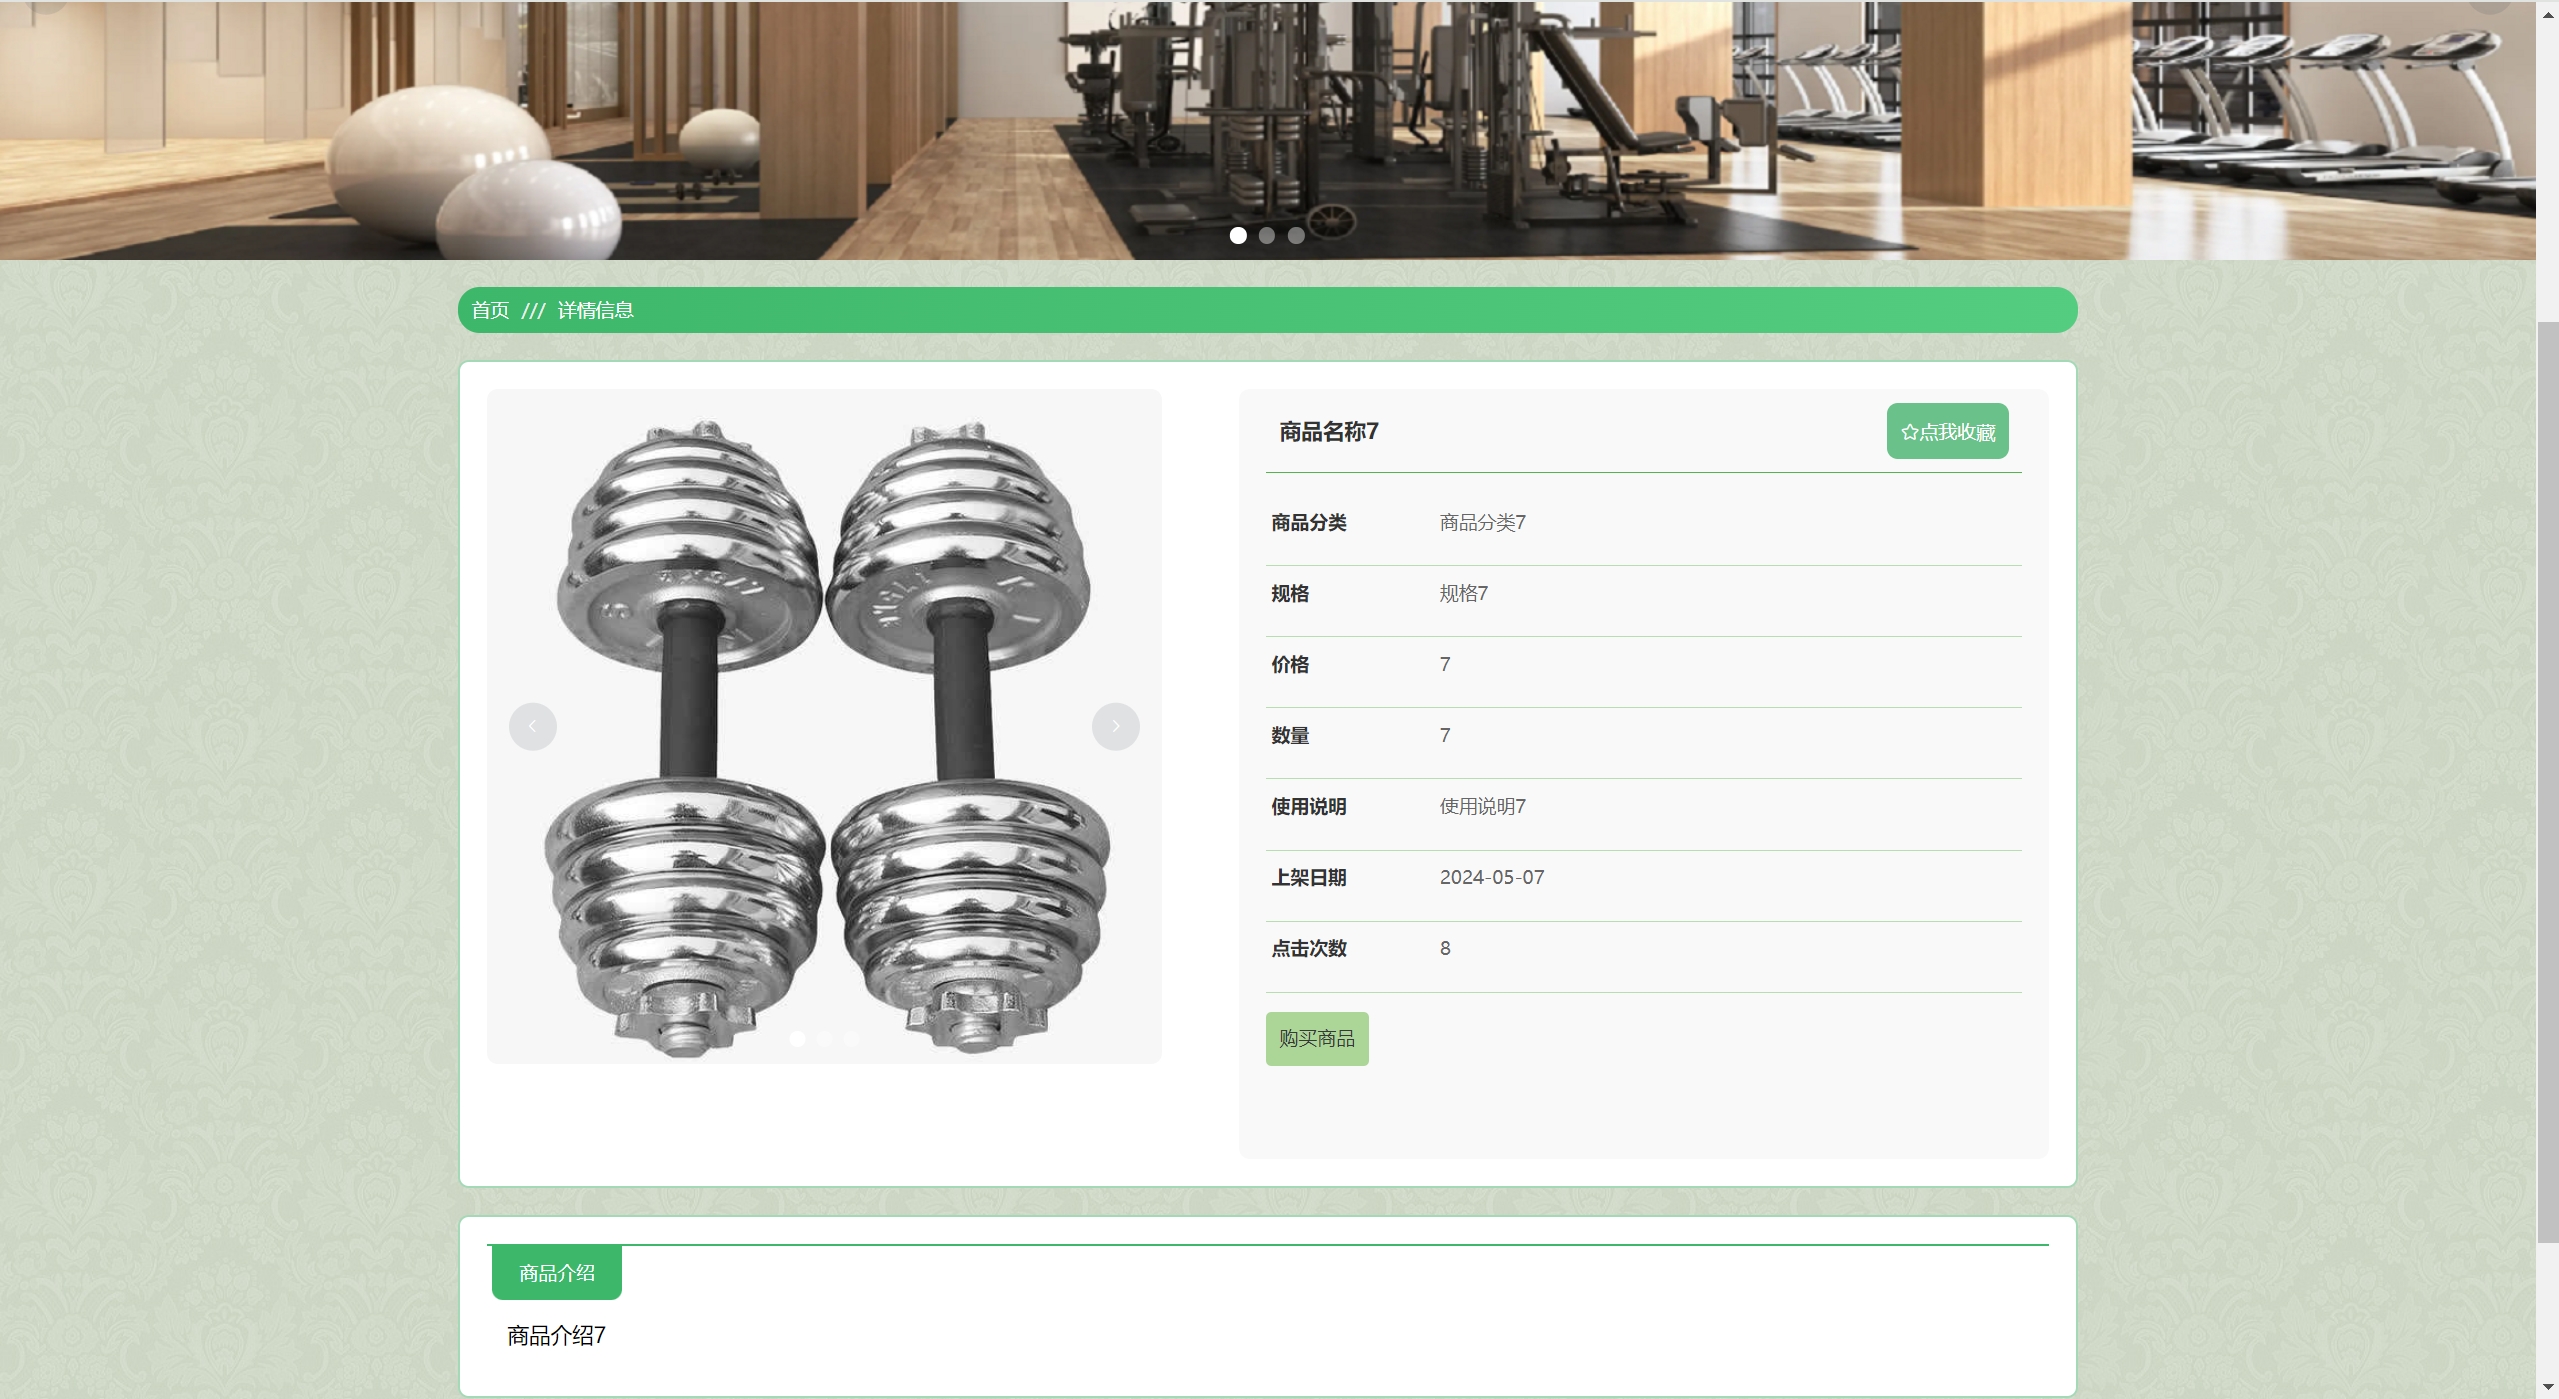 首页 /// 详情信息
商品名称7
点我收藏
商品分类 商品分类7
规格 规格7
价格 7
数量 7
使用说明 使用说明7
上架日期 2024-05-07
点击次数 8
购买商品
商品介绍
商品介绍7